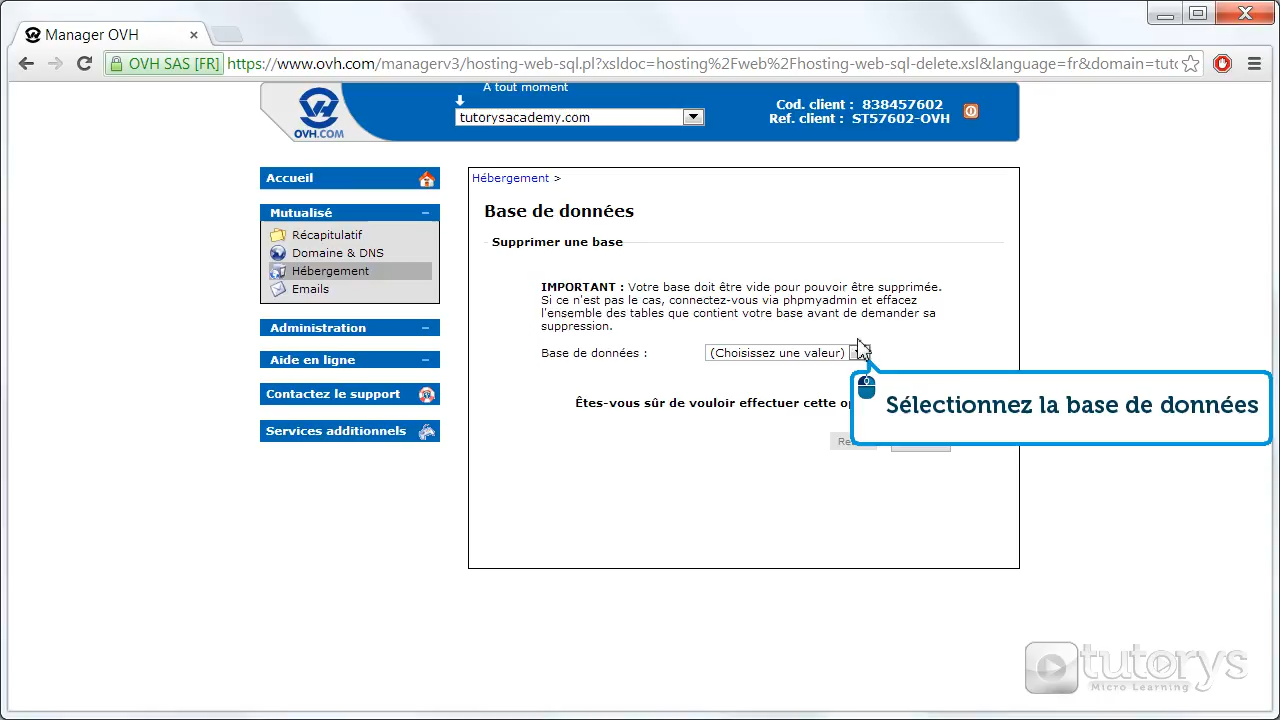 Manager OVH
OVH SAS [FR] https://www.ovh.com/managerv3/hosting-web-sql.pl?xsldoc=hosting%2Fweb%2Fhosting-web-sql-delete.xsl&language=fr&domain=tuto
A tout moment
OVH.COM
tutorysacademy.com
Cod. client : 838457602
Ref. client : ST57602-OVH
Accueil
Mutualisé
Récapitulatif
Domaine & DNS
Hébergement
Emails
Administration
Aide en ligne
Contactez le support
Services additionnels
Hébergement >
Base de données
Supprimer une base
IMPORTANT : Votre base doit être vide pour pouvoir être supprimée.
Si ce n'est pas le cas, connectez-vous via phpmyadmin et effacez
l'ensemble des tables que contient votre base avant de demander sa
suppression.
Base de données : (Choisissez une valeur)
Êtes-vous sûr de vouloir effectuer cette
Sélectionnez la base de données
tutorys
Micro Learning